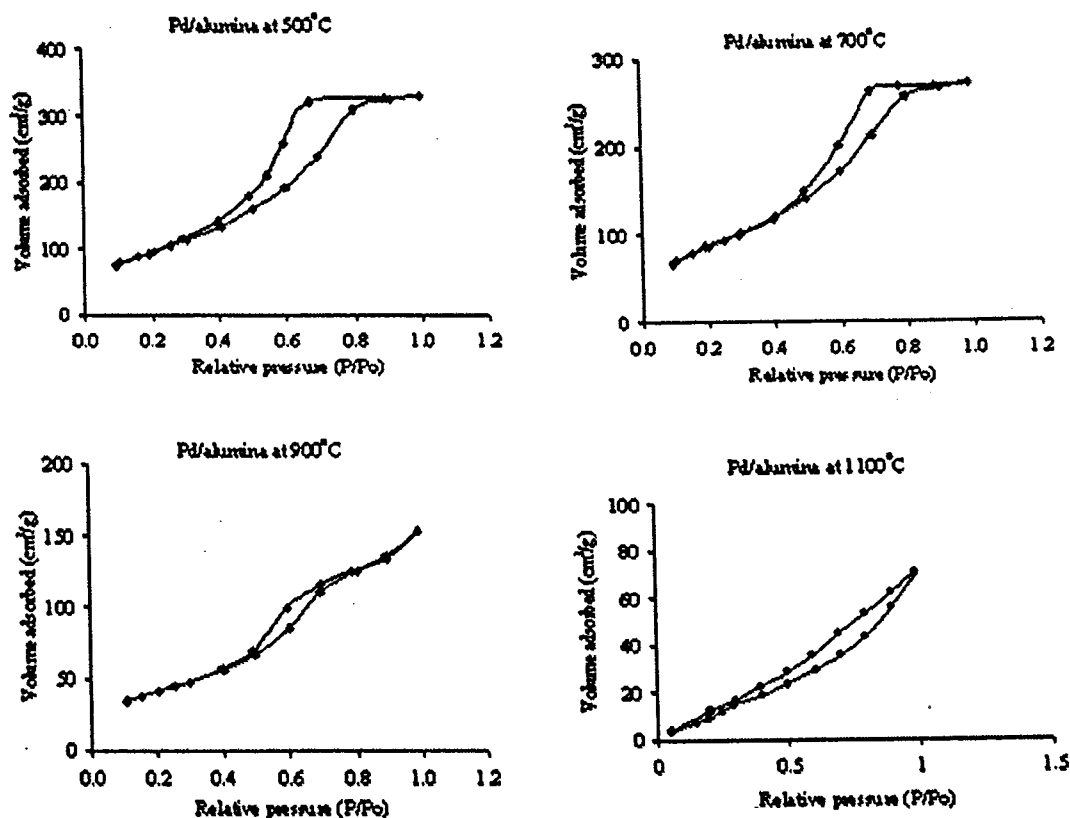 Pd/alumina at 500°C
Volume adsorbed (cm³/g)
400
300
200
100
0
0.0 0.2 0.4 0.6 0.8 1.0 1.2
Relative pressure (P/Po)
Pd/alumina at 700°C
Volume adsorbed (cm³/g)
300
200
100
0
0.0 0.2 0.4 0.6 0.8 1.0 1.2
Relative pressure (P/Po)
Pd/alumina at 900°C
Volume adsorbed (cm³/g)
200
150
100
50
0
0.0 0.2 0.4 0.6 0.8 1.0 1.2
Relative pressure (P/Po)
Pd/alumina at 1100°C
Volume adsorbed (cm³/g)
100
80
60
40
20
0
0 0.5 1 1.5
Relative pressure (P/Po)